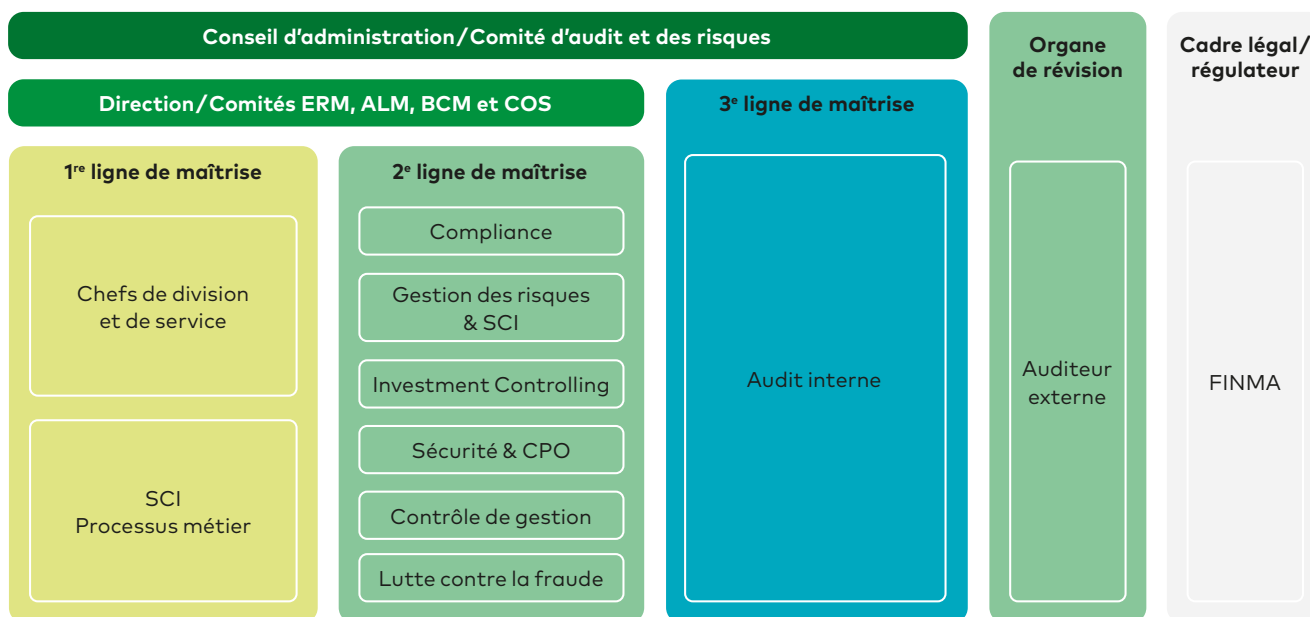 Conseil d'administration/Comité d'audit et des risques
Direction/Comités ERM, ALM, BCM et COS
1re ligne de maîtrise
Chefs de division
et de service
SCI
Processus métier
2e ligne de maîtrise
Compliance
Gestion des risques
& SCI
Investment Controlling
Sécurité & CPO
Contrôle de gestion
Lutte contre la fraude
3e ligne de maîtrise
Audit interne
Organe
de révision
Auditeur
externe
Cadre légal/
régulateur
FINMA